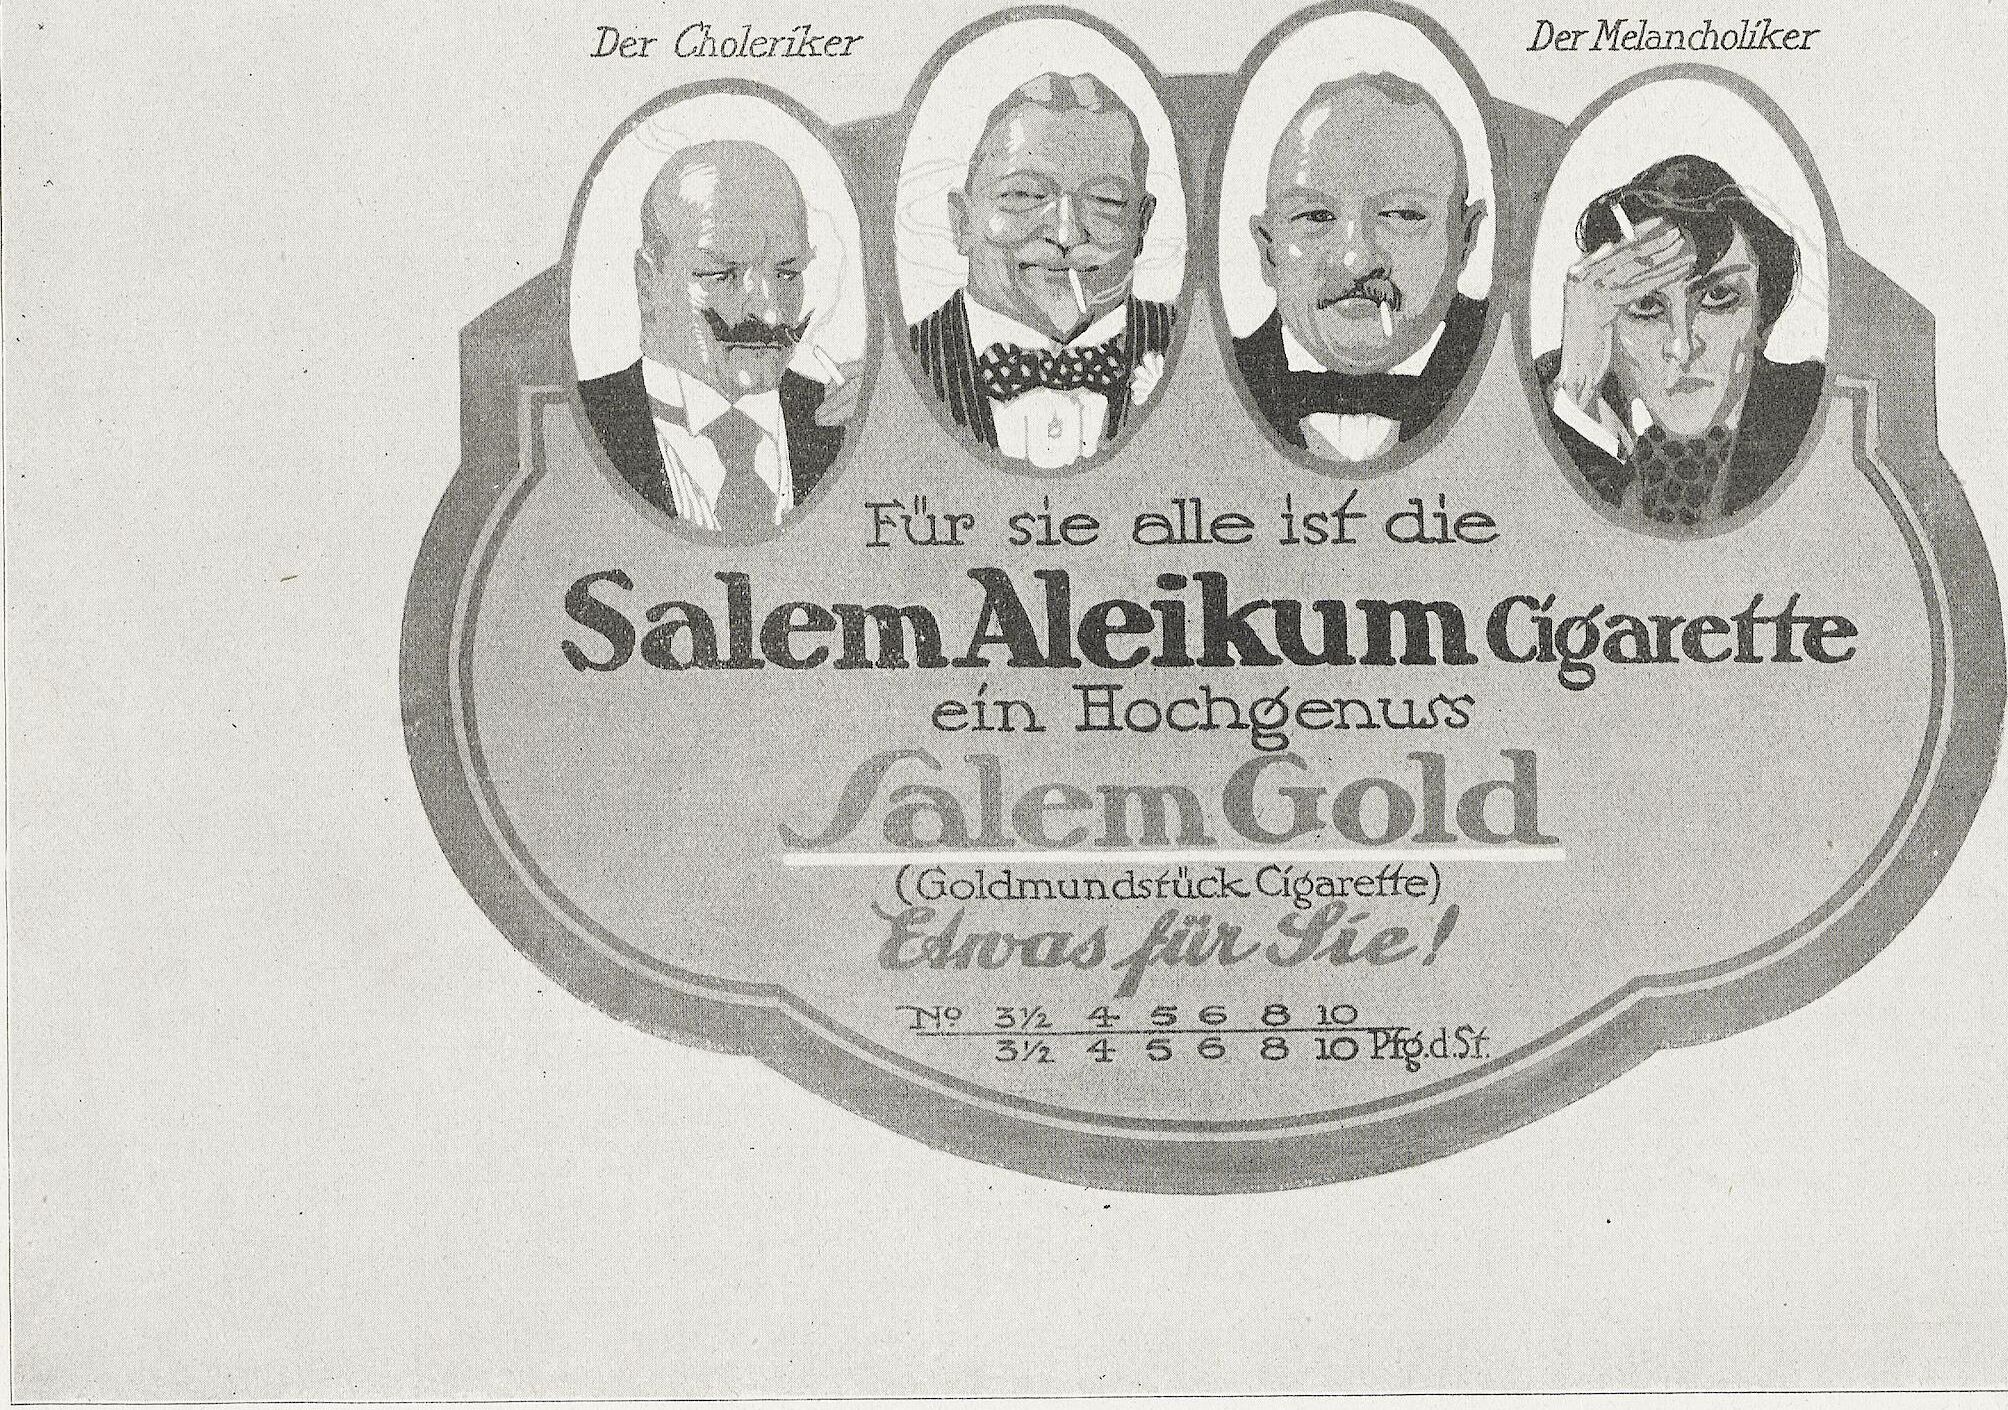 Der Choleriker
Der Melancholiker
Für sie alle ist die
Salem Aleikum Cigarette
ein Hochgenuss
Salem Gold
(Goldmundstück Cigarette)
Etwas für Sie!
No 3½ 4 5 6 8 10
3½ 4 5 6 8 10 Pfg.d.St.